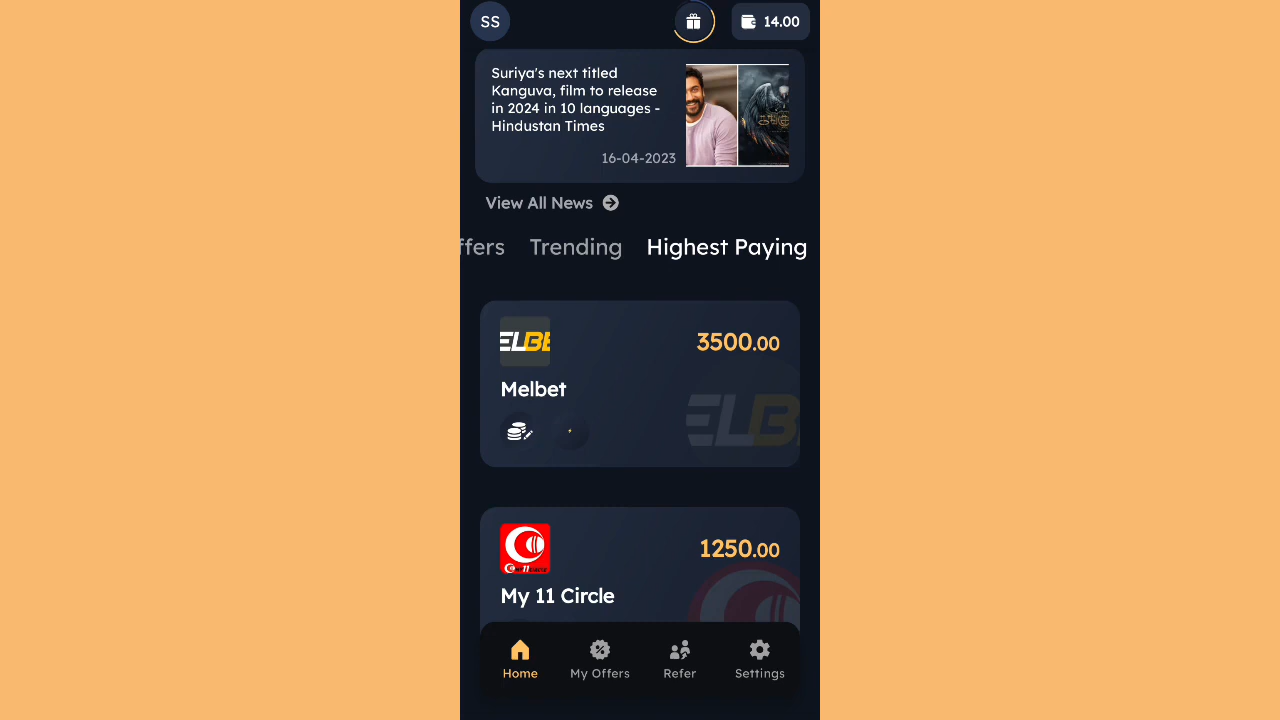 SS
14.00
Suriya's next titled
Kanguva, film to release
in 2024 in 10 languages -
Hindustan Times
16-04-2023
View All News
ffers
Trending
Highest Paying
ELBE
3500.00
Melbet
ELB
1250.00
My 11 Circle
Home
My Offers
Refer
Settings